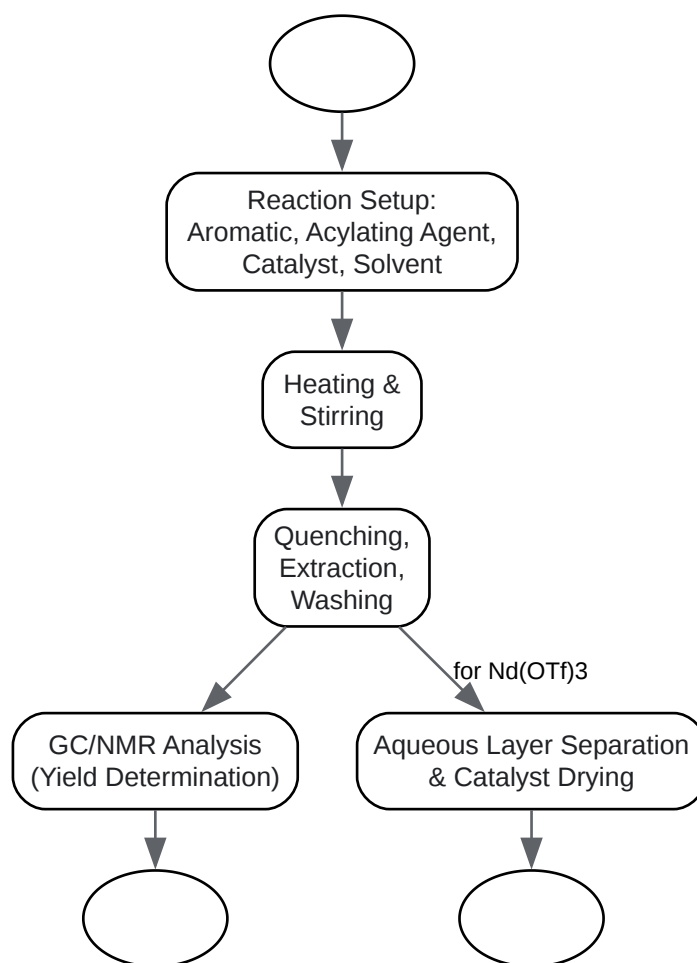 Reaction Setup:
Aromatic, Acylating Agent,
Catalyst, Solvent
Heating &
Stirring
Quenching,
Extraction,
Washing
for Nd(OTf)3
GC/NMR Analysis
(Yield Determination)
Aqueous Layer Separation
& Catalyst Drying